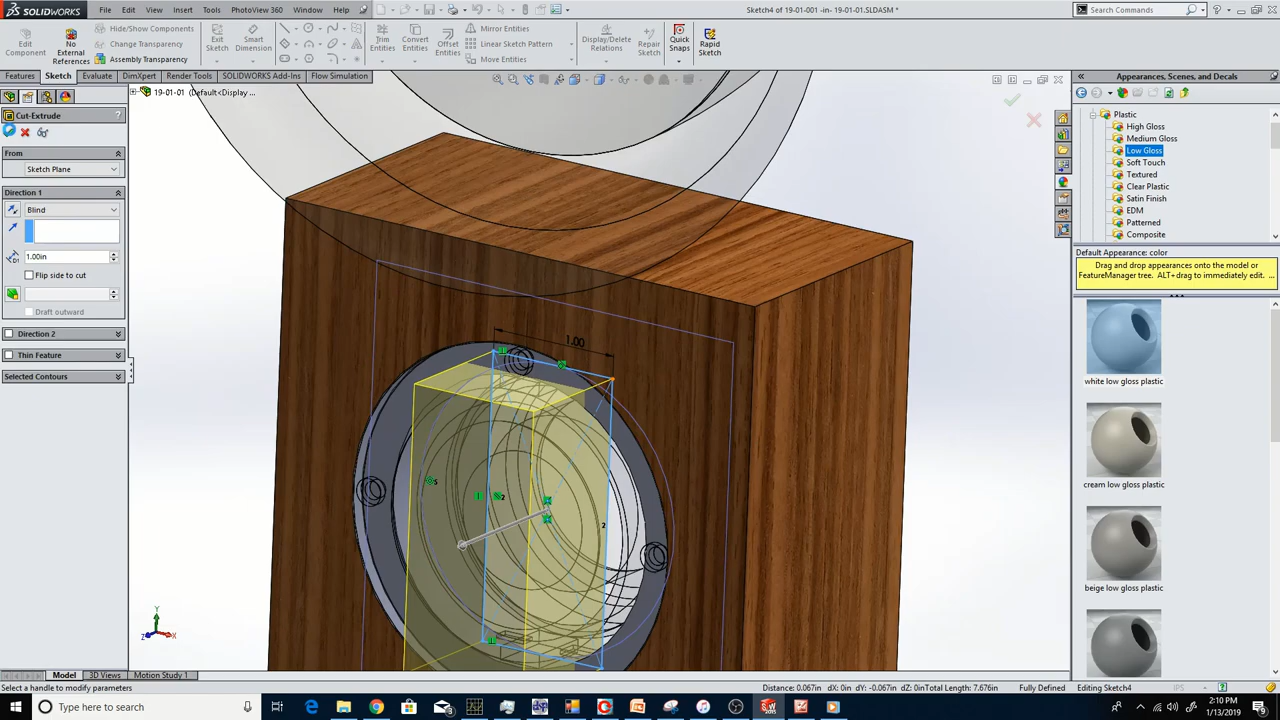 SOLIDWORKS
File Edit View Insert Tools PhotoView 360 Window Help
Sketch4 of 19-01-001 -in- 19-01-01.SLDASM *
Search Commands
Edit Component
No External References
Hide/Show Components
Change Transparency
Assembly Transparency
Exit Sketch
Smart Dimension
Trim Entities
Convert Entities
Offset Entities
Mirror Entities
Linear Sketch Pattern
Move Entities
Display/Delete Relations
Repair Sketch
Quick Snaps
Rapid Sketch
Features Sketch Evaluate DimXpert Render Tools SOLIDWORKS Add-Ins Flow Simulation
Appearances, Scenes, and Decals
19-01-01 (Default<Display ...
Cut-Extrude
?
From
Sketch Plane
Direction 1
Blind
1.00in
Flip side to cut
Draft outward
Direction 2
Thin Feature
Selected Contours
1.00
5
2
2
Y
Z
X
Plastic
High Gloss
Medium Gloss
Low Gloss
Soft Touch
Textured
Clear Plastic
Satin Finish
EDM
Patterned
Composite
Default Appearance: color
Drag and drop appearances onto the model or
FeatureManager tree. ALT+drag to immediately edit. ...
white low gloss plastic
cream low gloss plastic
beige low gloss plastic
Model 3D Views Motion Study 1
Select a handle to modify parameters
Distance: 0.067in dX: 0in dY: -0.067in dZ: 0inTotal Length: 7.676in Fully Defined Editing Sketch4 IPS
Type here to search
2:10 PM
1/13/2019